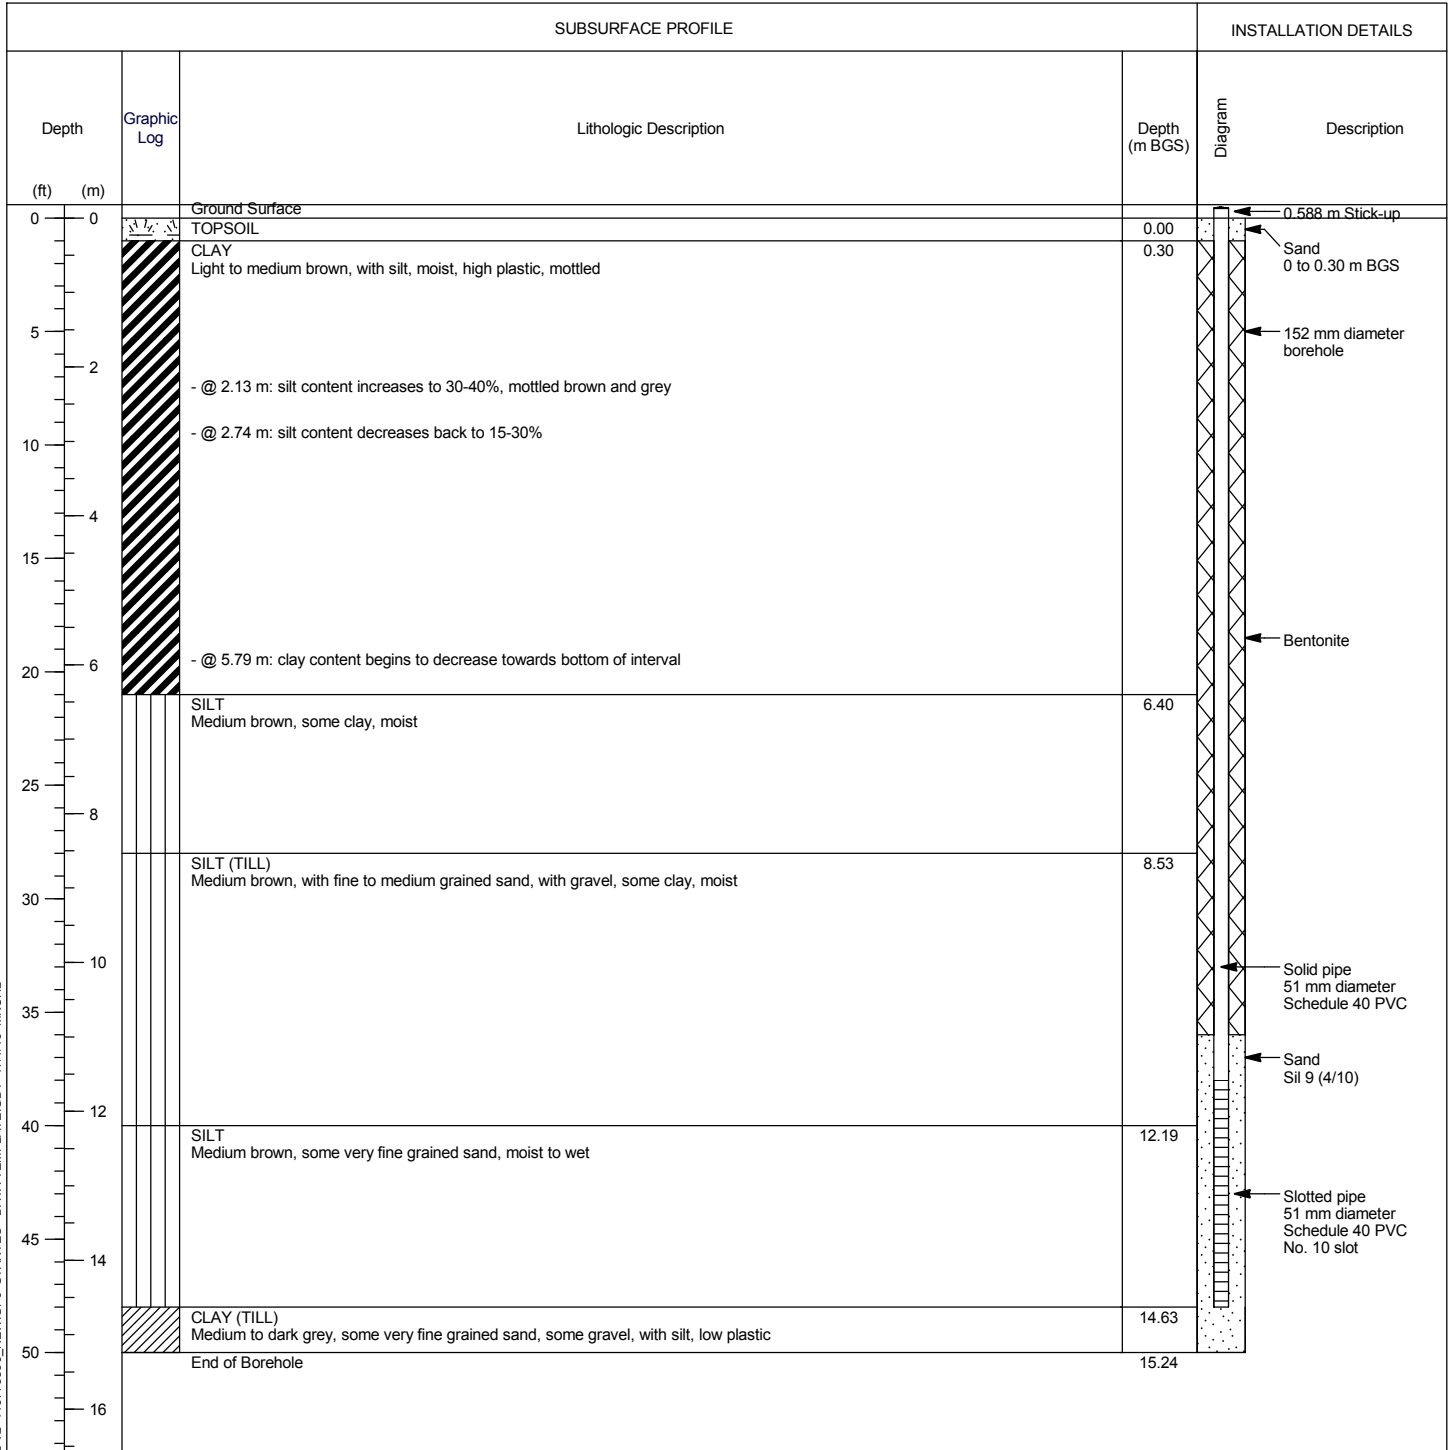 SUBSURFACE PROFILE
INSTALLATION DETAILS
Depth
Graphic
Log
Lithologic Description
Depth
(m BGS)
Diagram
Description
(ft)
(m)
Ground Surface
0
0
TOPSOIL
0.00
CLAY
0.30
Light to medium brown, with silt, moist, high plastic, mottled
5
2
- @ 2.13 m: silt content increases to 30-40%, mottled brown and grey
- @ 2.74 m: silt content decreases back to 15-30%
10
4
15
- @ 5.79 m: clay content begins to decrease towards bottom of interval
20
6
SILT
6.40
Medium brown, some clay, moist
25
8
SILT (TILL)
8.53
Medium brown, with fine to medium grained sand, with gravel, some clay, moist
30
10
35
12
40
SILT
12.19
Medium brown, some very fine grained sand, moist to wet
45
14
CLAY (TILL)
14.63
Medium to dark grey, some very fine grained sand, some gravel, with silt, low plastic
50
End of Borehole
15.24
16
0.588 m Stick-up
Sand
0 to 0.30 m BGS
152 mm diameter
borehole
Bentonite
Solid pipe
51 mm diameter
Schedule 40 PVC
Sand
Sil 9 (4/10)
Slotted pipe
51 mm diameter
Schedule 40 PVC
No. 10 slot